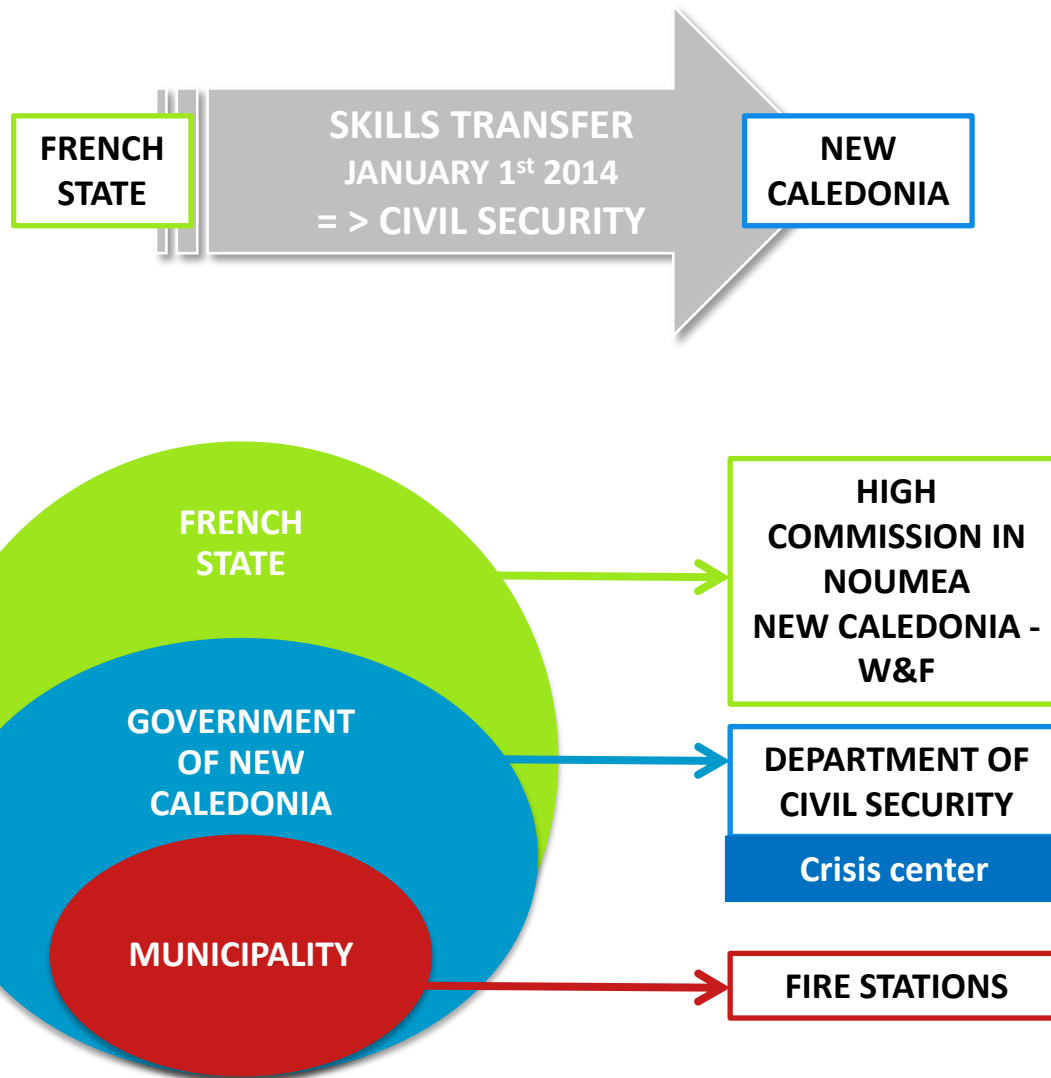 FRENCH
STATE
SKILLS TRANSFER
JANUARY 1st 2014
= > CIVIL SECURITY
NEW
CALEDONIA
FRENCH
STATE
HIGH
COMMISSION IN
NOUMEA
NEW CALEDONIA -
W&F
GOVERNMENT
OF NEW
CALEDONIA
DEPARTMENT OF
CIVIL SECURITY
Crisis center
MUNICIPALITY
FIRE STATIONS